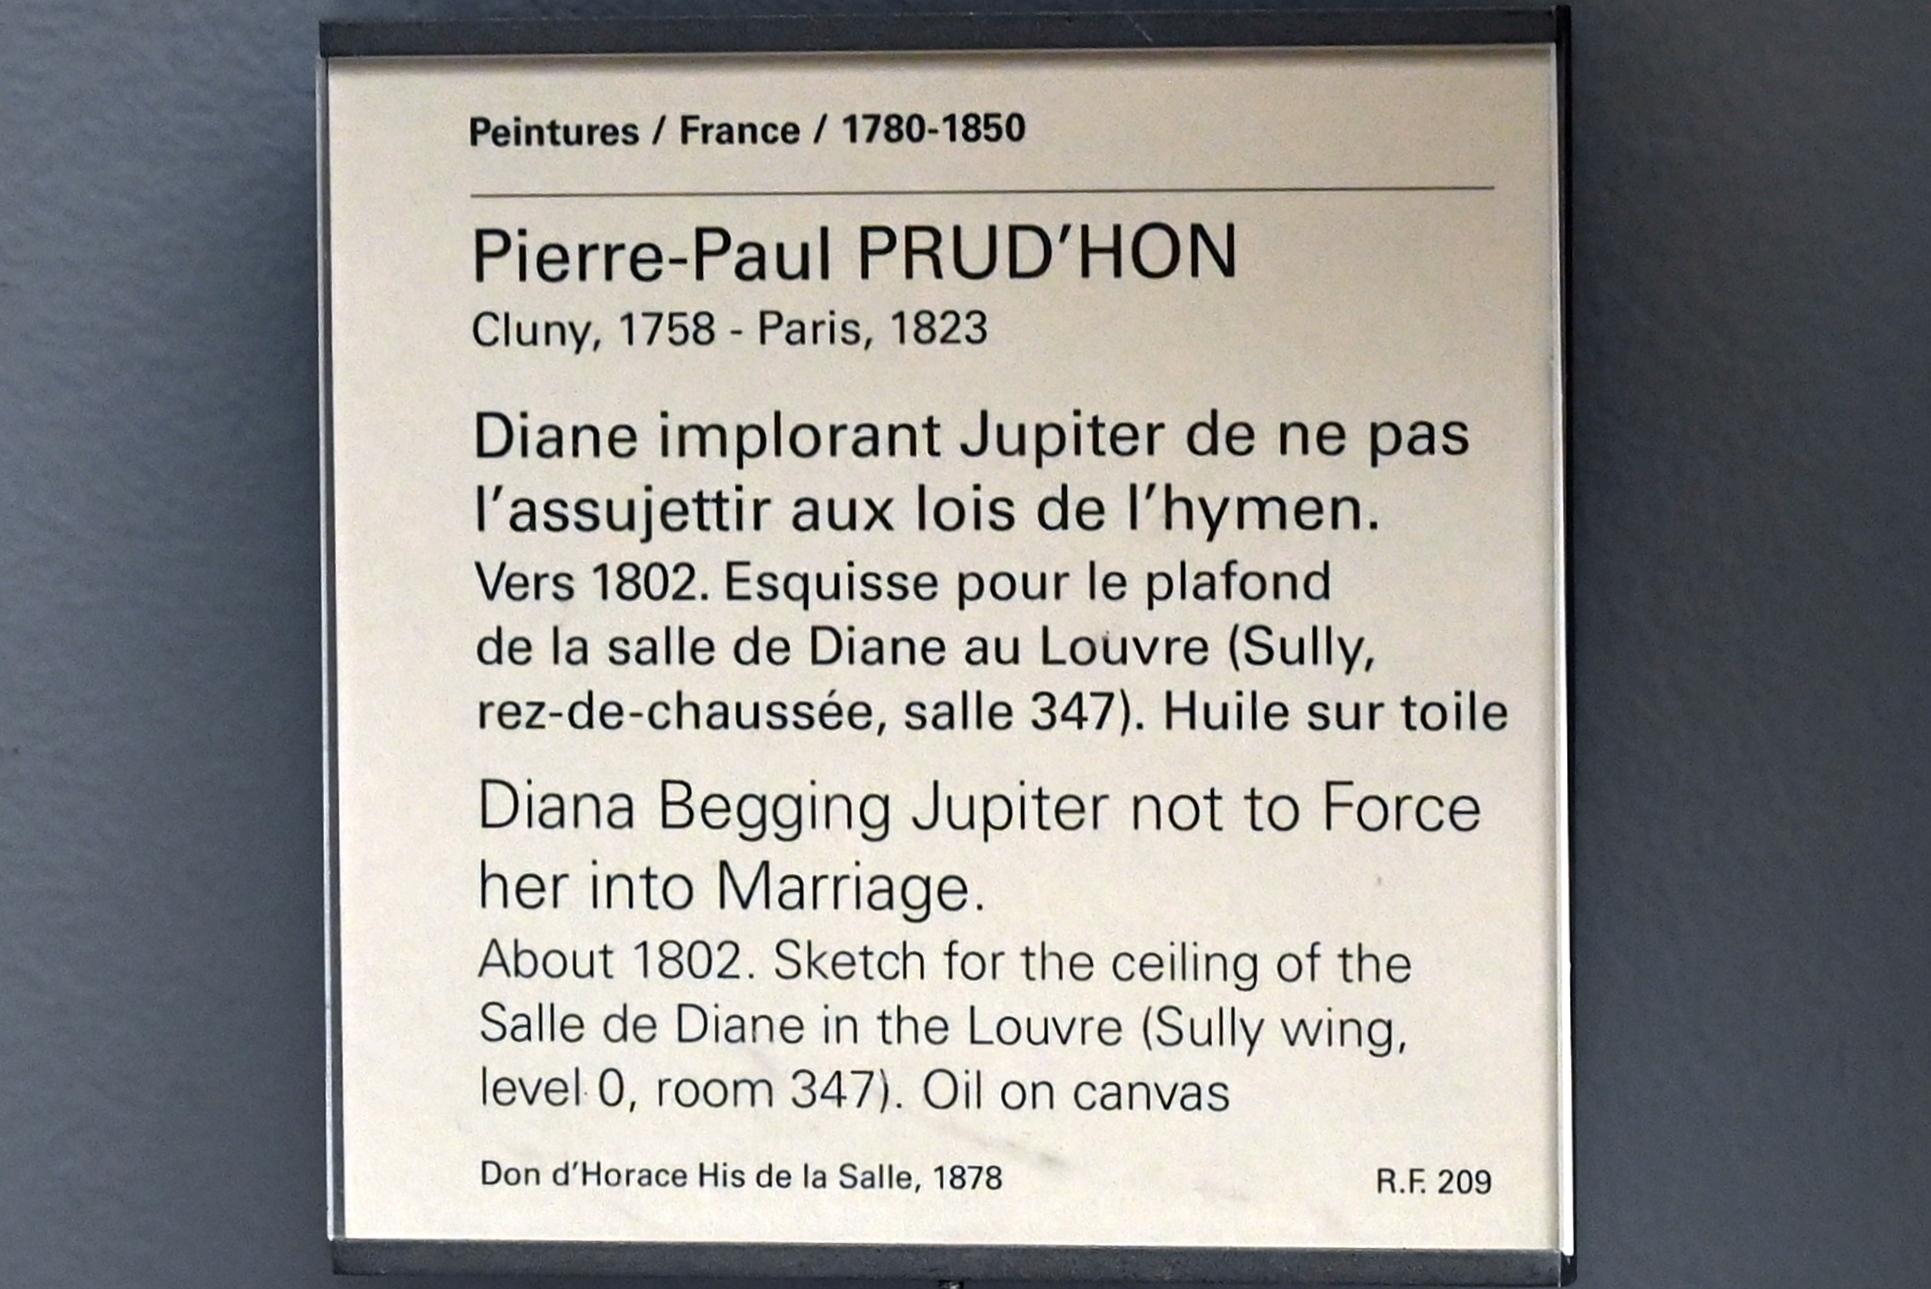 Peintures / France / 1780-1850
Pierre-Paul PRUD'HON
Cluny, 1758 - Paris, 1823
Diane implorant Jupiter de ne pas
l'assujettir aux lois de l'hymen.
Vers 1802. Esquisse pour le plafond
de la salle de Diane au Louvre (Sully,
rez-de-chaussée, salle 347). Huile sur toile
Diana Begging Jupiter not to Force
her into Marriage.
About 1802. Sketch for the ceiling of the
Salle de Diane in the Louvre (Sully wing,
level 0, room 347). Oil on canvas
Don d'Horace His de la Salle, 1878 R.F. 209